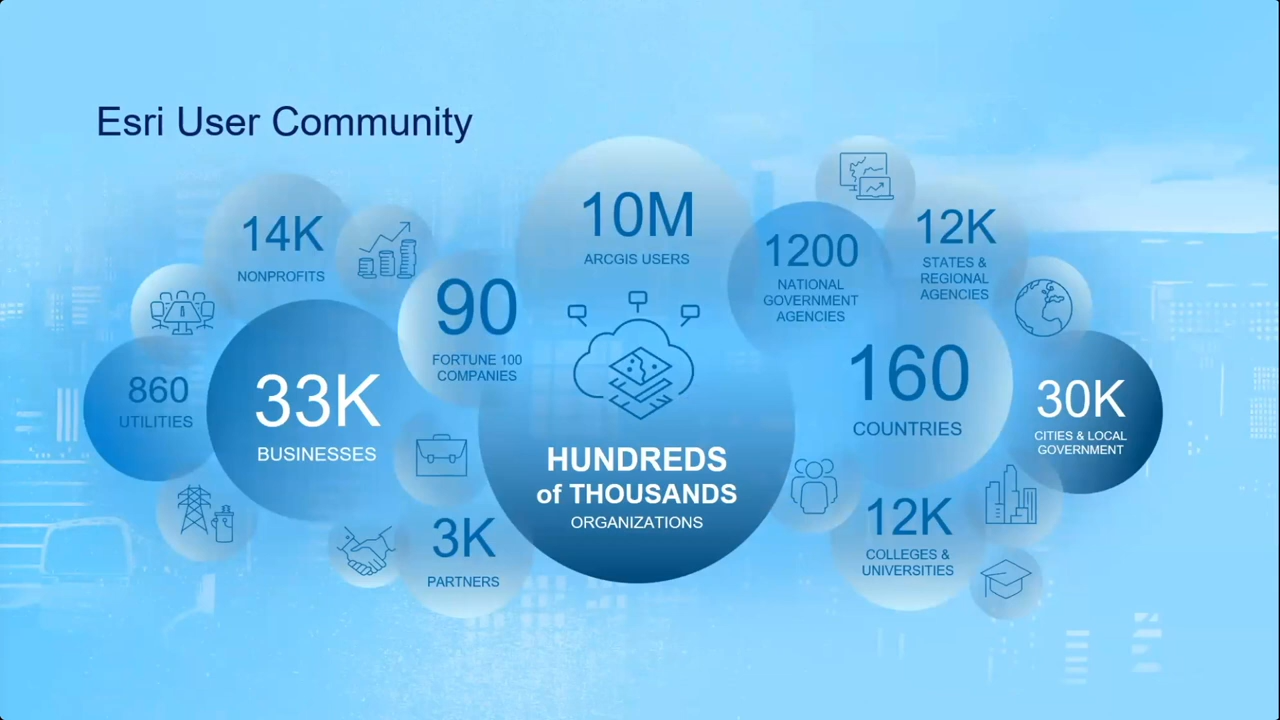 Esri User Community
14K
NONPROFITS
860
UTILITIES
33K
BUSINESSES
90
FORTUNE 100
COMPANIES
3K
PARTNERS
10M
ARCGIS USERS
HUNDREDS
of THOUSANDS
ORGANIZATIONS
1200
NATIONAL
GOVERNMENT
AGENCIES
12K
STATES &
REGIONAL
AGENCIES
160
COUNTRIES
30K
CITIES & LOCAL
GOVERNMENT
12K
COLLEGES &
UNIVERSITIES